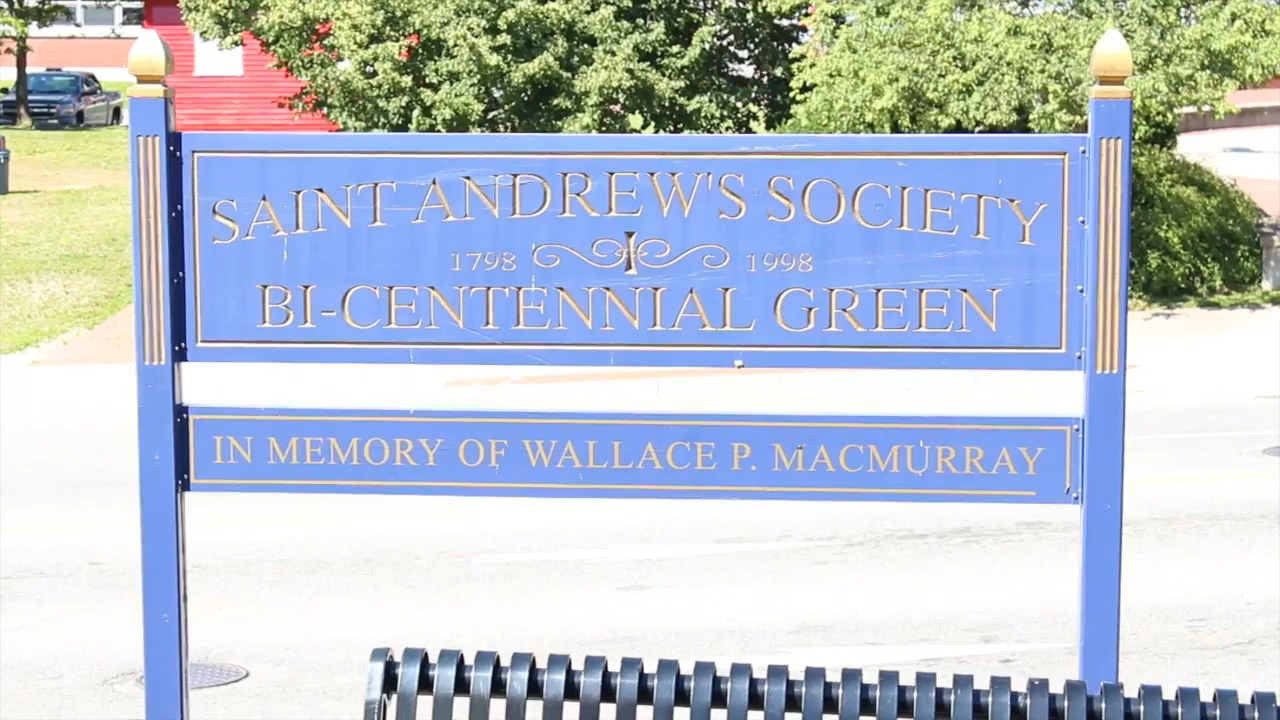 SAINT ANDREW'S SOCIETY
1798 1998
BI-CENTENNIAL GREEN
IN MEMORY OF WALLACE P. MACMURRAY